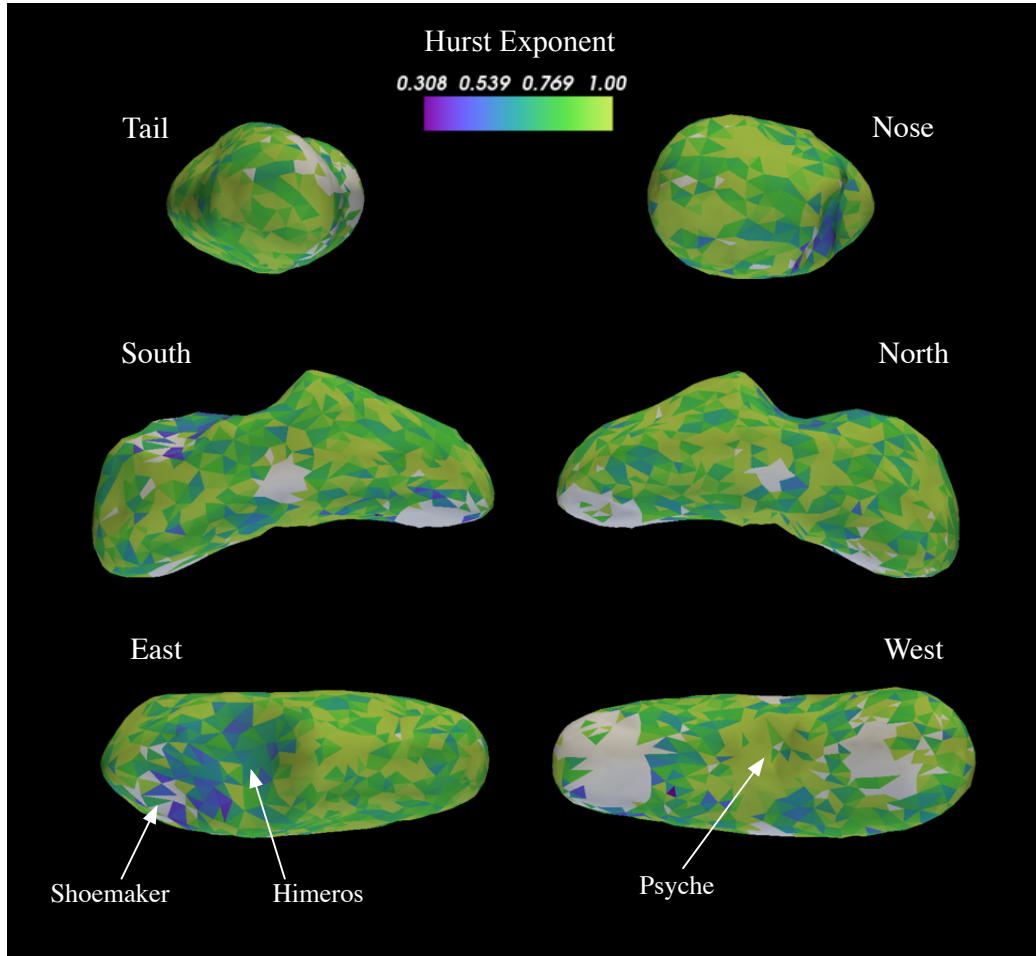 Hurst Exponent
0.308 0.539 0.769 1.00
Tail
Nose
South
North
East
West
Shoemaker
Himeros
Psyche